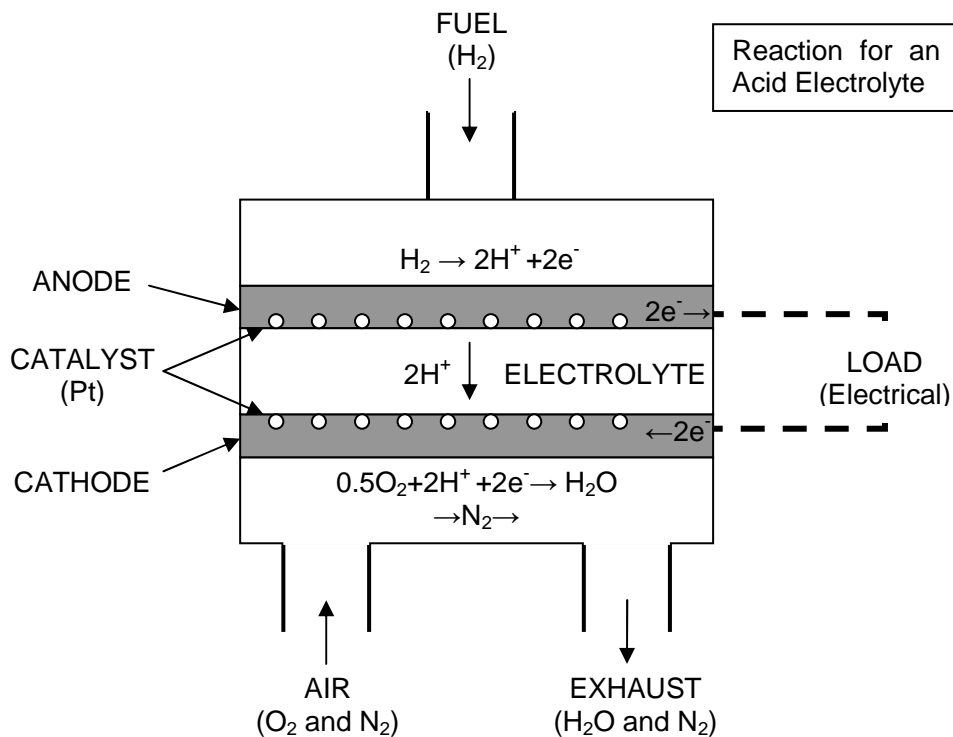 FUEL
(H₂)
Reaction for an
Acid Electrolyte
H₂ → 2H⁺ +2e⁻
ANODE
2e⁻→
CATALYST
(Pt)
2H⁺
ELECTROLYTE
LOAD
(Electrical)
←2e⁻
CATHODE
0.5O₂+2H⁺ +2e⁻→ H₂O
→N₂→
AIR
(O₂ and N₂)
EXHAUST
(H₂O and N₂)